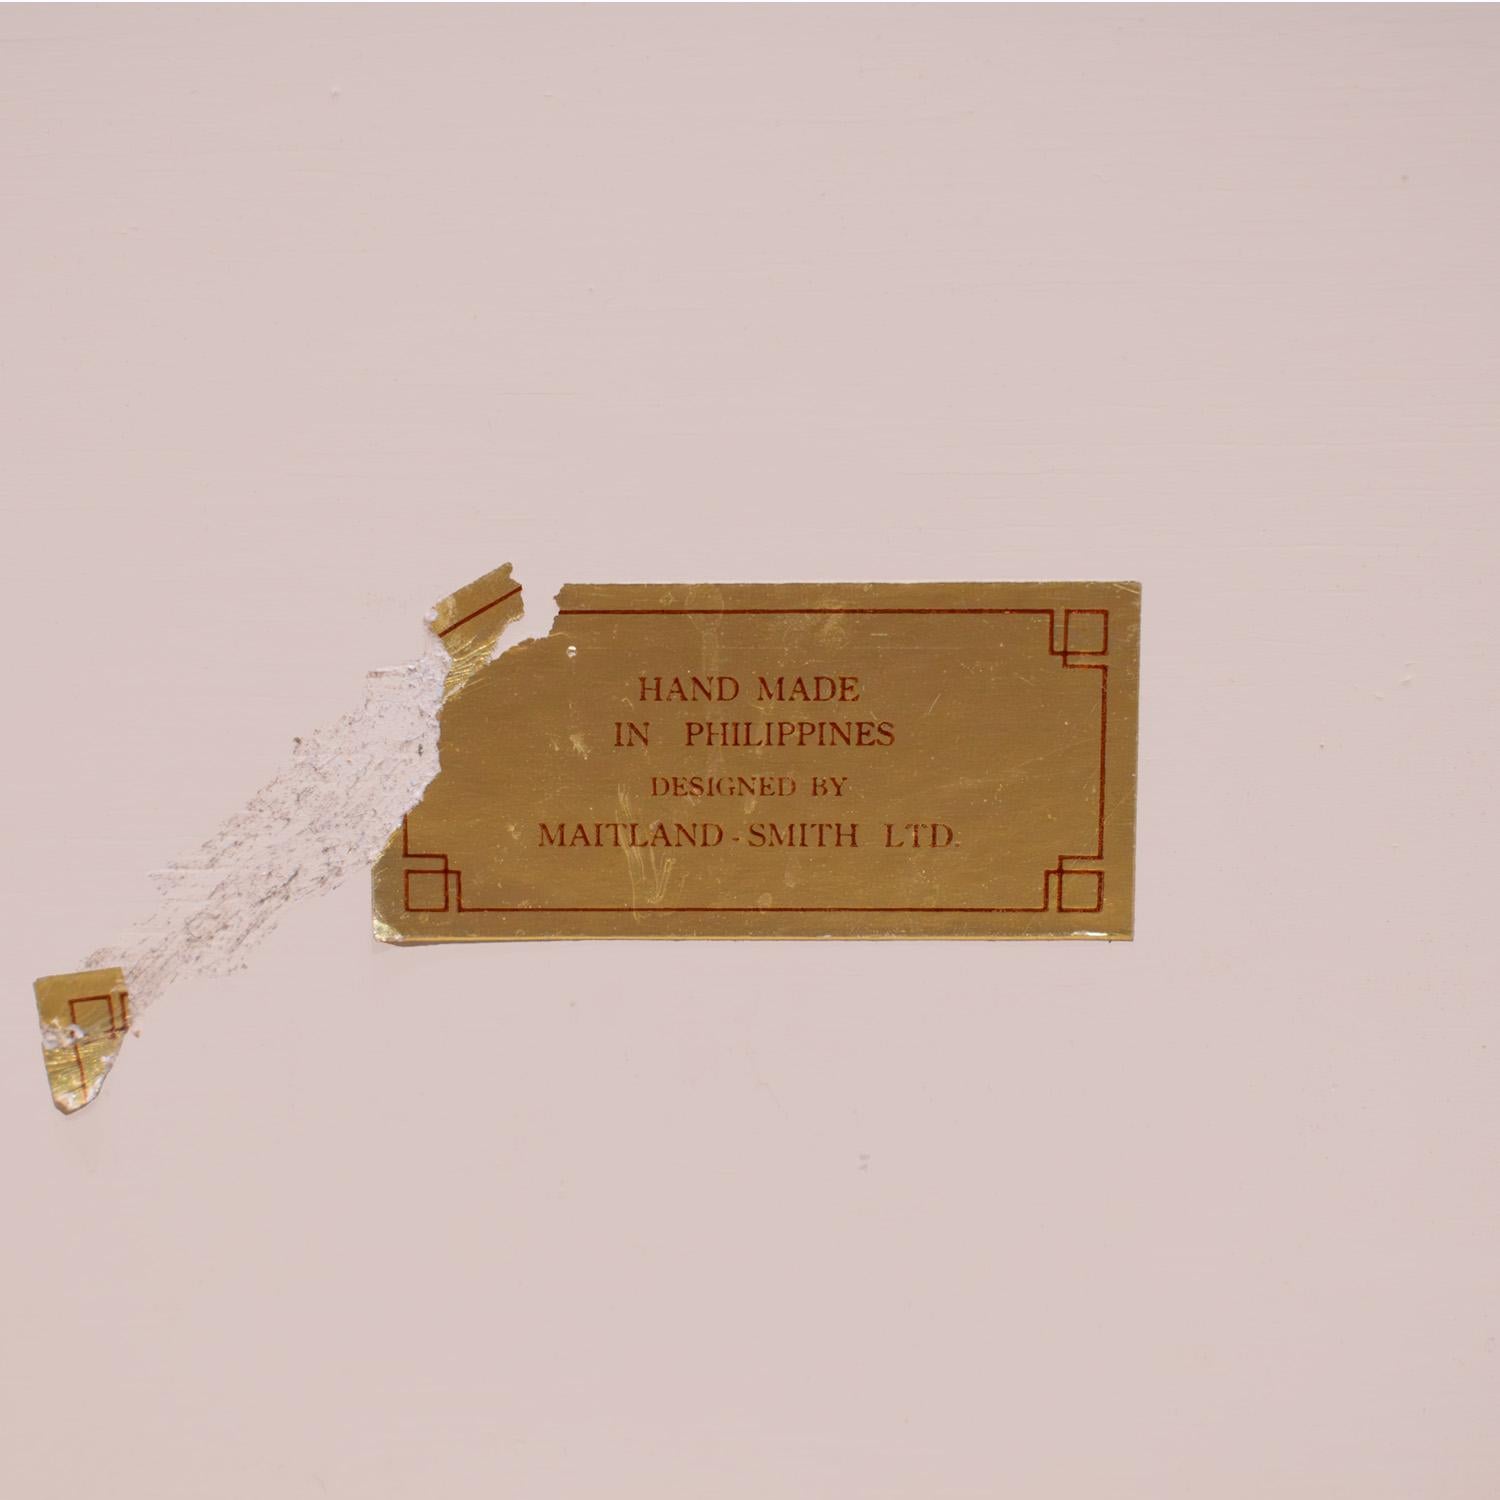 HAND MADE
IN PHILIPPINES
DESIGNED BY
MAITLAND-SMITH LTD.